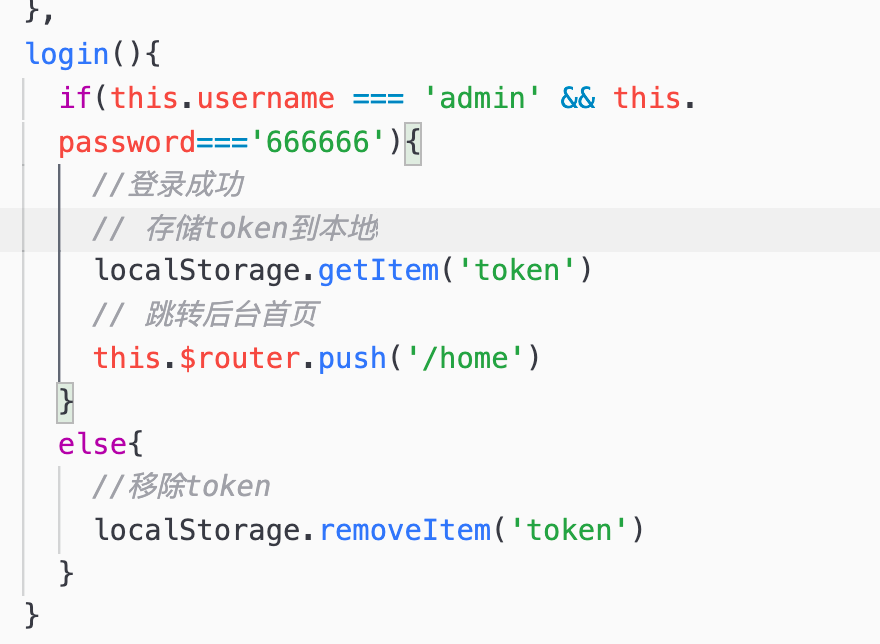 },
login(){
if(this.username === 'admin' && this.
password==='666666'){
//登录成功
// 存储token到本地
localStorage.getItem('token')
// 跳转后台首页
this.$router.push('/home')
}
else{
//移除token
localStorage.removeItem('token')
}
}